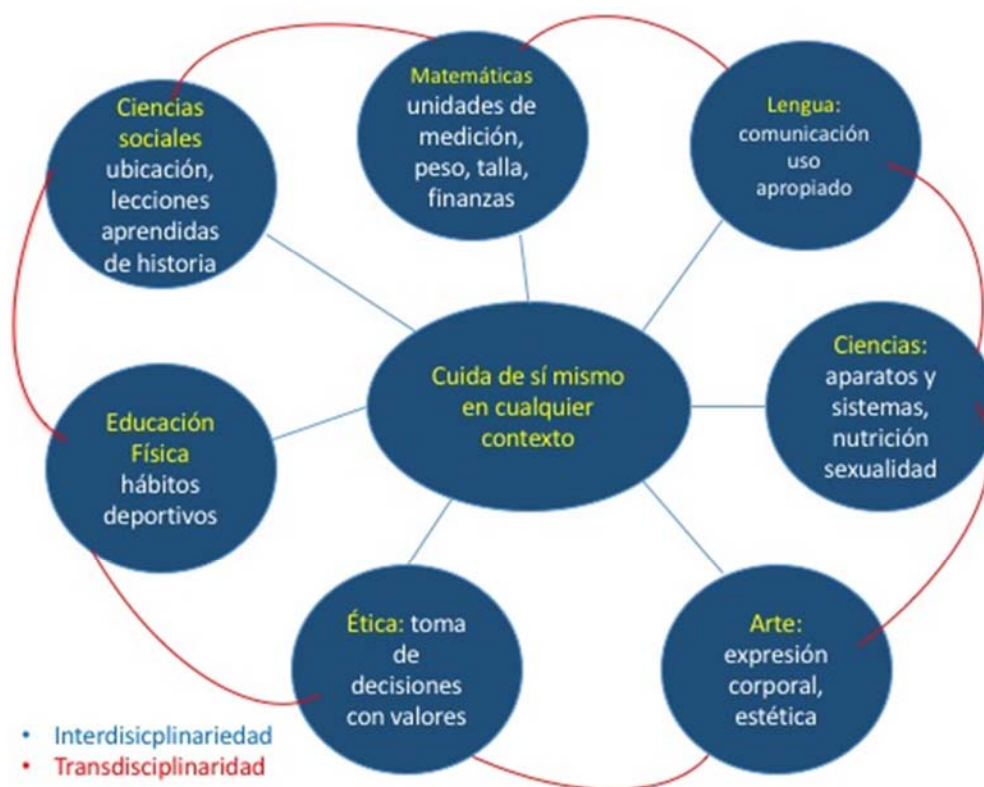 Matemáticas
unidades de
medición,
peso, talla,
finanzas
Lengua:
comunicación
uso
apropiado
Ciencias:
aparatos y
sistemas,
nutrición
sexualidad
Arte:
expresión
corporal,
estética
Ética: toma
de
decisiones
con valores
Educación
Física
hábitos
deportivos
Ciencias
sociales
ubicación,
lecciones
aprendidas
de historia
Cuida de sí mismo
en cualquier
contexto
• Interdisicplinariedad
• Transdisciplinaridad